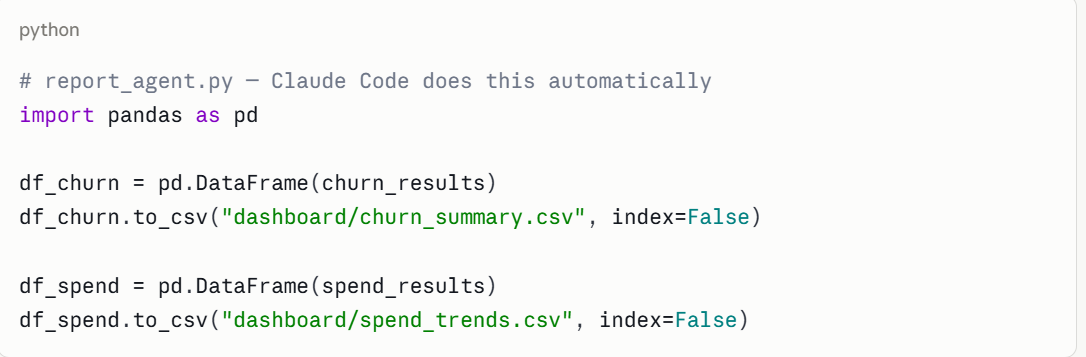 python
# report_agent.py — Claude Code does this automatically
import pandas as pd
df_churn = pd.DataFrame(churn_results)
df_churn.to_csv("dashboard/churn_summary.csv", index=False)
df_spend = pd.DataFrame(spend_results)
df_spend.to_csv("dashboard/spend_trends.csv", index=False)